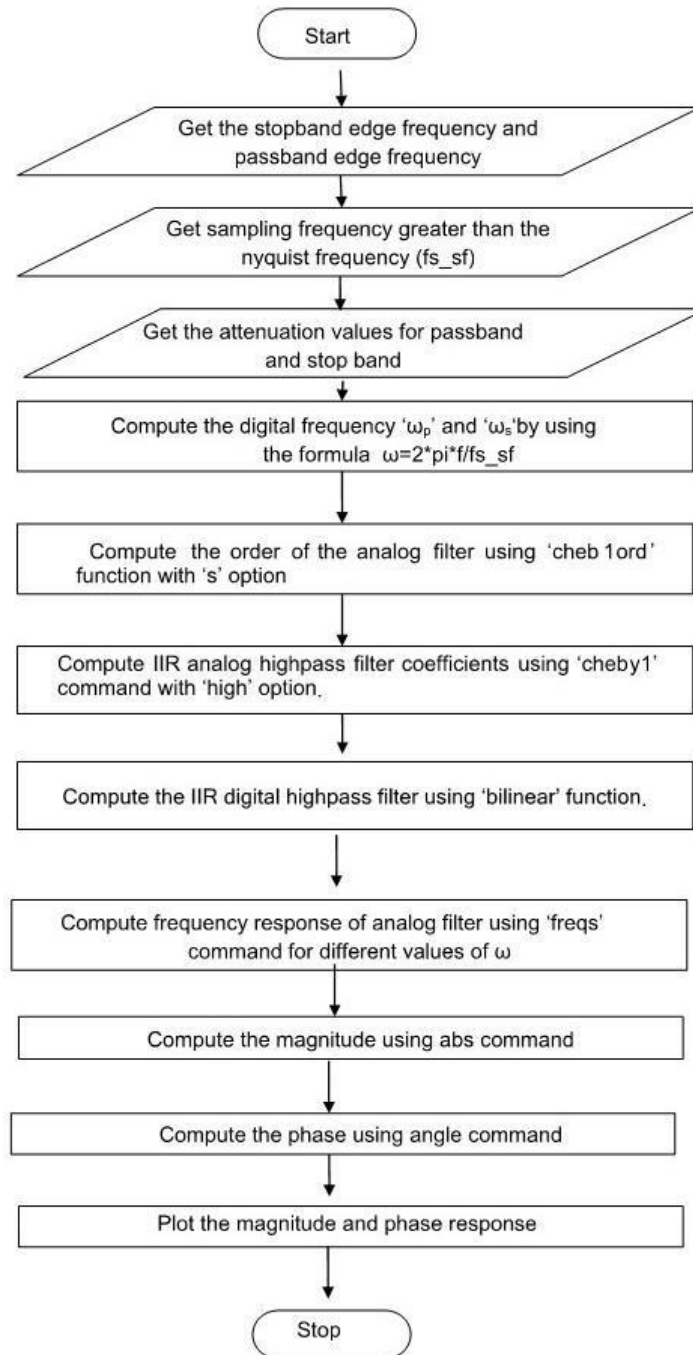 Start
Get the stopband edge frequency and
passband edge frequency
Get sampling frequency greater than the
nyquist frequency (fs_sf)
Get the attenuation values for passband
and stop band
Compute the digital frequency ‘ωₚ’ and ‘ωₛ‘by using
the formula ω=2*pi*f/fs_sf
Compute the order of the analog filter using ‘cheb 1ord’
function with ‘s’ option
Compute IIR analog highpass filter coefficients using ‘cheby1’
command with ‘high’ option.
Compute the IIR digital highpass filter using ‘bilinear’ function.
Compute frequency response of analog filter using ‘freqs’
command for different values of ω
Compute the magnitude using abs command
Compute the phase using angle command
Plot the magnitude and phase response
Stop